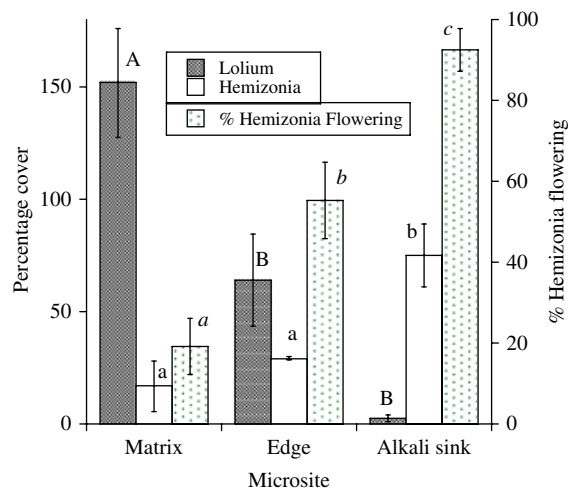 100
80
60
40
20
0
% Hemizonia flowering
150
100
50
0
Percentage cover
Lolium
Hemizonia
% Hemizonia Flowering
A
a
a
B
a
b
B
b
c
Matrix
Edge
Alkali sink
Microsite